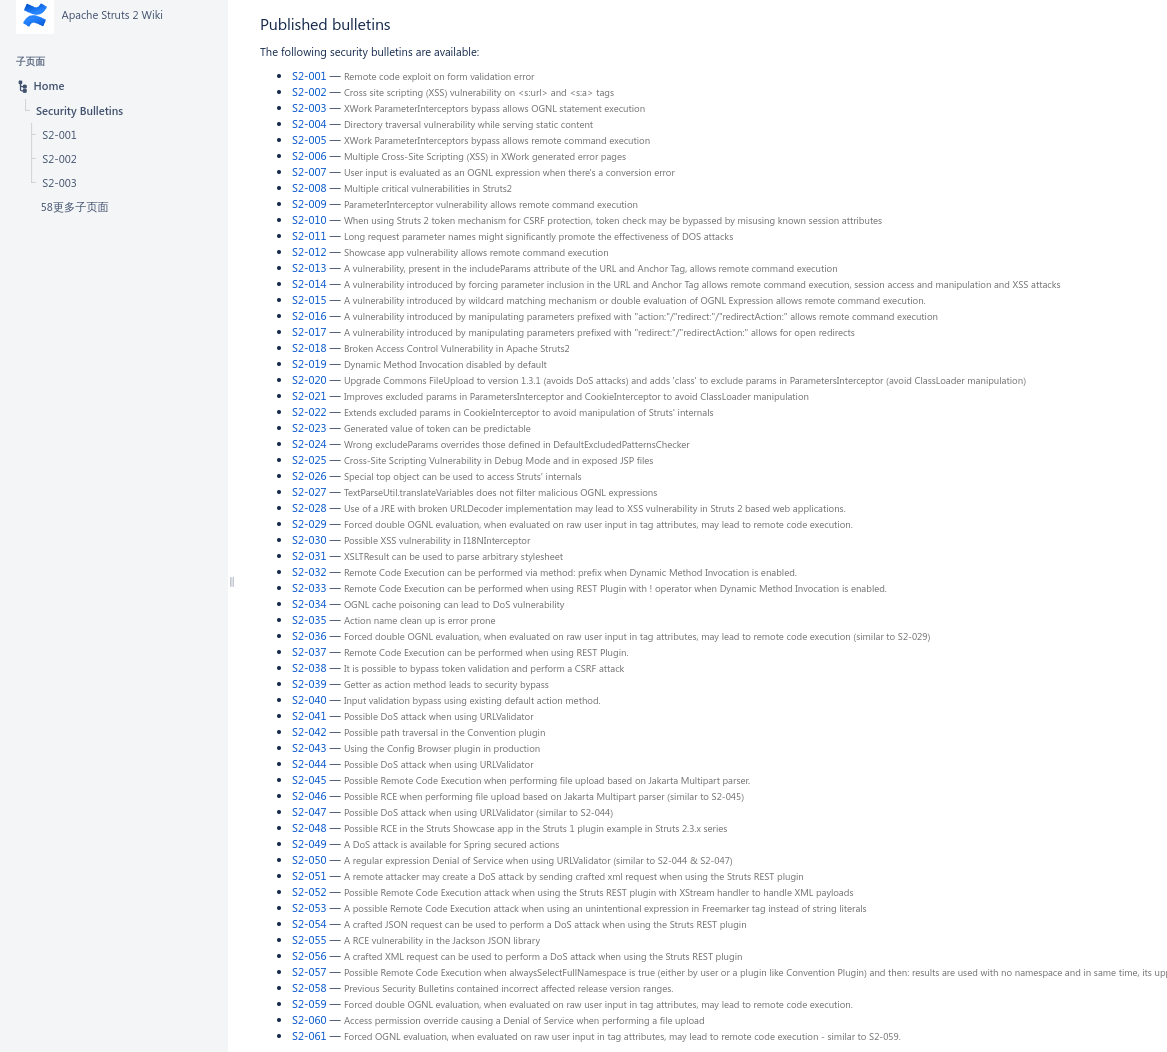 Apache Struts 2 Wiki
子页面
Home
Security Bulletins
S2-001
S2-002
S2-003
58更多子页面
Published bulletins
The following security bulletins are available:
S2-001 — Remote code exploit on form validation error
S2-002 — Cross site scripting (XSS) vulnerability on <s:url> and <s:a> tags
S2-003 — XWork ParameterInterceptors bypass allows OGNL statement execution
S2-004 — Directory traversal vulnerability while serving static content
S2-005 — XWork ParameterInterceptors bypass allows remote command execution
S2-006 — Multiple Cross-Site Scripting (XSS) in XWork generated error pages
S2-007 — User input is evaluated as an OGNL expression when there's a conversion error
S2-008 — Multiple critical vulnerabilities in Struts2
S2-009 — ParameterInterceptor vulnerability allows remote command execution
S2-010 — When using Struts 2 token mechanism for CSRF protection, token check may be bypassed by misusing known session attributes
S2-011 — Long request parameter names might significantly promote the effectiveness of DOS attacks
S2-012 — Showcase app vulnerability allows remote command execution
S2-013 — A vulnerability, present in the includeParams attribute of the URL and Anchor Tag, allows remote command execution
S2-014 — A vulnerability introduced by forcing parameter inclusion in the URL and Anchor Tag allows remote command execution, session access and manipulation and XSS attacks
S2-015 — A vulnerability introduced by wildcard matching mechanism or double evaluation of OGNL Expression allows remote command execution.
S2-016 — A vulnerability introduced by manipulating parameters prefixed with "action:"/"redirect:"/"redirectAction:" allows remote command execution
S2-017 — A vulnerability introduced by manipulating parameters prefixed with "redirect:"/"redirectAction:" allows for open redirects
S2-018 — Broken Access Control Vulnerability in Apache Struts2
S2-019 — Dynamic Method Invocation disabled by default
S2-020 — Upgrade Commons FileUpload to version 1.3.1 (avoids DoS attacks) and adds 'class' to exclude params in ParametersInterceptor (avoid ClassLoader manipulation)
S2-021 — Improves excluded params in ParametersInterceptor and CookieInterceptor to avoid ClassLoader manipulation
S2-022 — Extends excluded params in CookieInterceptor to avoid manipulation of Struts' internals
S2-023 — Generated value of token can be predictable
S2-024 — Wrong excludeParams overrides those defined in DefaultExcludedPatternsChecker
S2-025 — Cross-Site Scripting Vulnerability in Debug Mode and in exposed JSP files
S2-026 — Special top object can be used to access Struts' internals
S2-027 — TextParseUtil.translateVariables does not filter malicious OGNL expressions
S2-028 — Use of a JRE with broken URLDecoder implementation may lead to XSS vulnerability in Struts 2 based web applications.
S2-029 — Forced double OGNL evaluation, when evaluated on raw user input in tag attributes, may lead to remote code execution.
S2-030 — Possible XSS vulnerability in I18NInterceptor
S2-031 — XSLTResult can be used to parse arbitrary stylesheet
S2-032 — Remote Code Execution can be performed via method: prefix when Dynamic Method Invocation is enabled.
S2-033 — Remote Code Execution can be performed when using REST Plugin with ! operator when Dynamic Method Invocation is enabled.
S2-034 — OGNL cache poisoning can lead to DoS vulnerability
S2-035 — Action name clean up is error prone
S2-036 — Forced double OGNL evaluation, when evaluated on raw user input in tag attributes, may lead to remote code execution (similar to S2-029)
S2-037 — Remote Code Execution can be performed when using REST Plugin.
S2-038 — It is possible to bypass token validation and perform a CSRF attack
S2-039 — Getter as action method leads to security bypass
S2-040 — Input validation bypass using existing default action method.
S2-041 — Possible DoS attack when using URLValidator
S2-042 — Possible path traversal in the Convention plugin
S2-043 — Using the Config Browser plugin in production
S2-044 — Possible DoS attack when using URLValidator
S2-045 — Possible Remote Code Execution when performing file upload based on Jakarta Multipart parser.
S2-046 — Possible RCE when performing file upload based on Jakarta Multipart parser (similar to S2-045)
S2-047 — Possible DoS attack when using URLValidator (similar to S2-044)
S2-048 — Possible RCE in the Struts Showcase app in the Struts 1 plugin example in Struts 2.3.x series
S2-049 — A DoS attack is available for Spring secured actions
S2-050 — A regular expression Denial of Service when using URLValidator (similar to S2-044 & S2-047)
S2-051 — A remote attacker may create a DoS attack by sending crafted xml request when using the Struts REST plugin
S2-052 — Possible Remote Code Execution attack when using the Struts REST plugin with XStream handler to handle XML payloads
S2-053 — A possible Remote Code Execution attack when using an unintentional expression in Freemarker tag instead of string literals
S2-054 — A crafted JSON request can be used to perform a DoS attack when using the Struts REST plugin
S2-055 — A RCE vulnerability in the Jackson JSON library
S2-056 — A crafted XML request can be used to perform a DoS attack when using the Struts REST plugin
S2-057 — Possible Remote Code Execution when alwaysSelectFullNamespace is true (either by user or a plugin like Convention Plugin) and then: results are used with no namespace and in same time, its
S2-058 — Previous Security Bulletins contained incorrect affected release version ranges.
S2-059 — Forced double OGNL evaluation, when evaluated on raw user input in tag attributes, may lead to remote code execution.
S2-060 — Access permission override causing a Denial of Service when performing a file upload
S2-061 — Forced OGNL evaluation, when evaluated on raw user input in tag attributes, may lead to remote code execution - similar to S2-059.